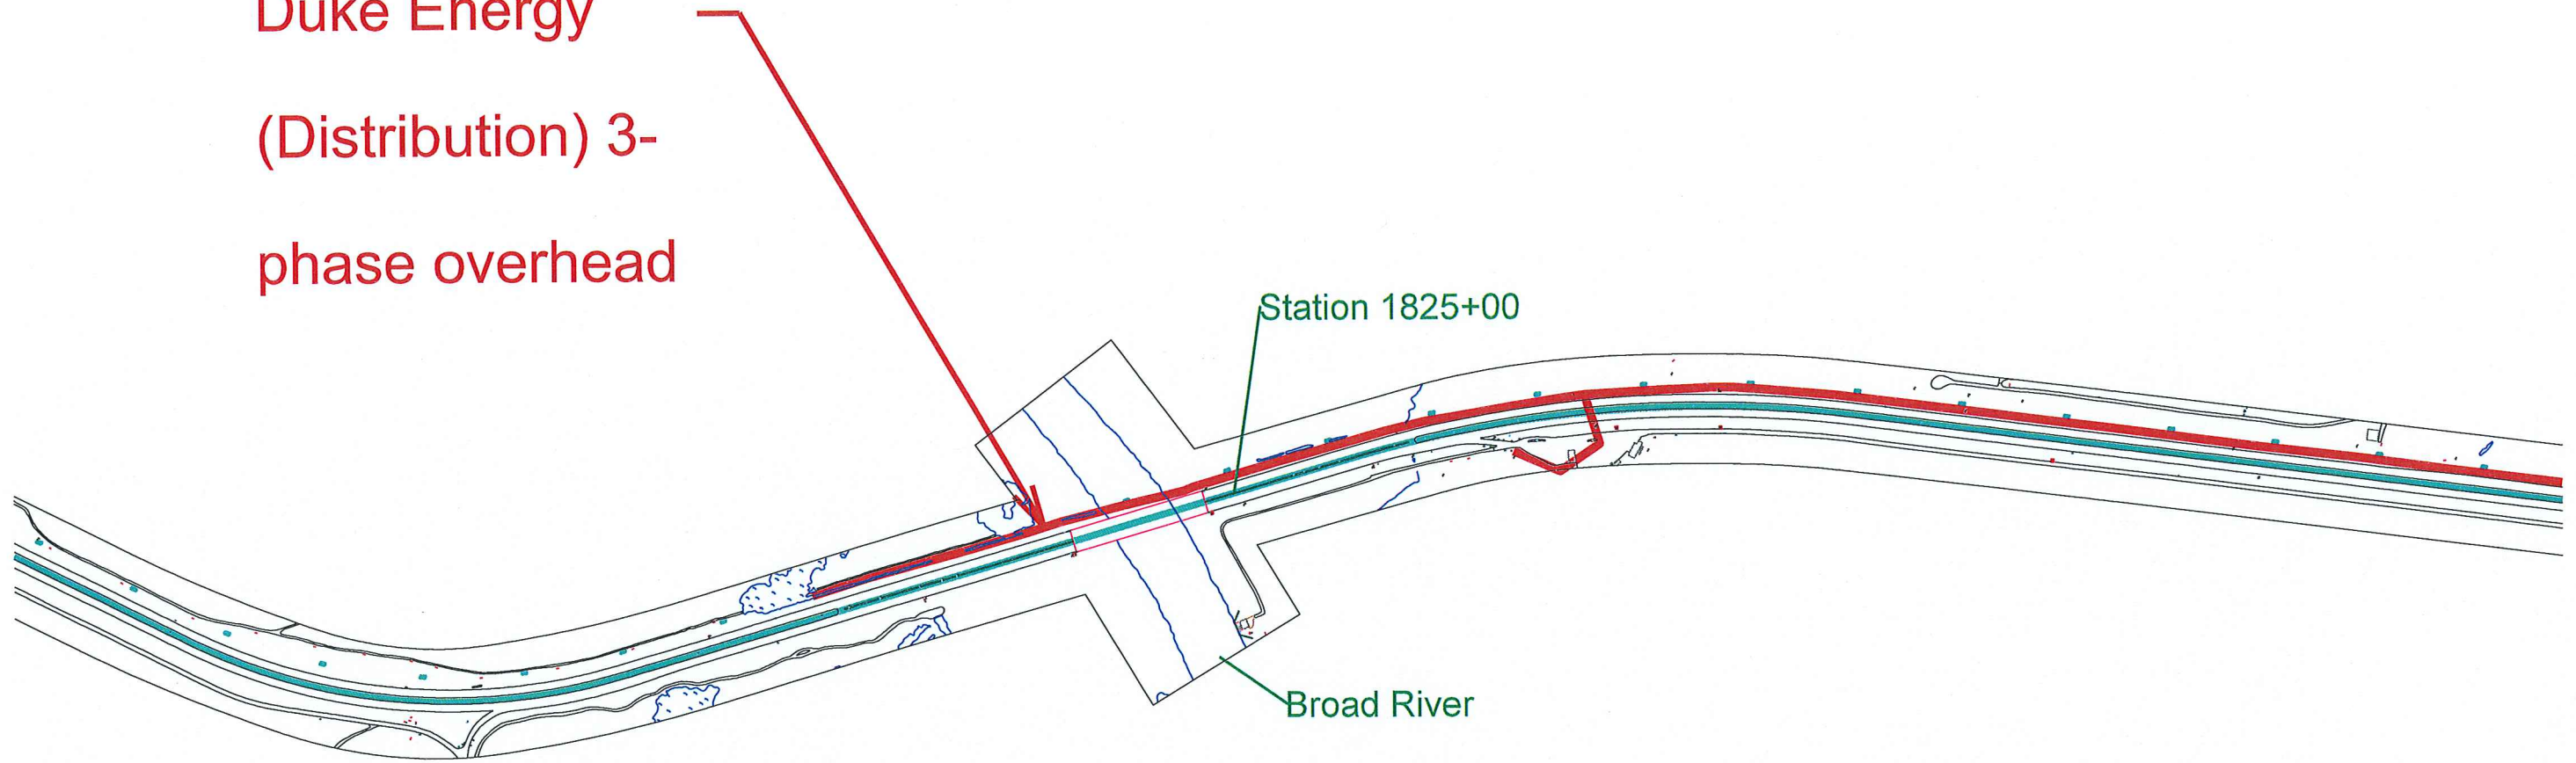 Duke Energy
(Distribution) 3-
phase overhead
Station 1825+00
Broad River